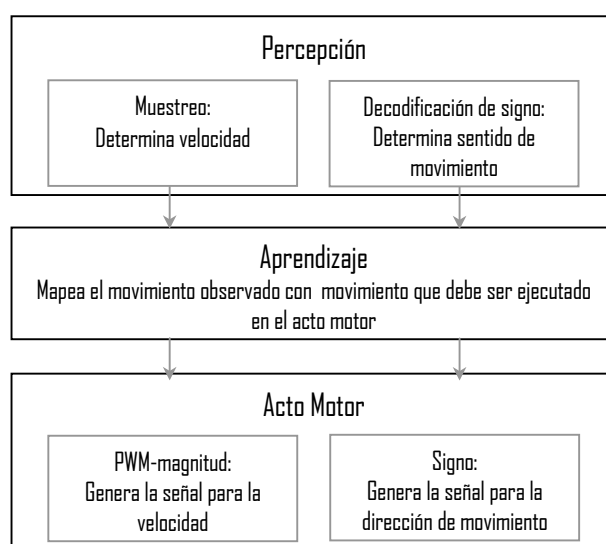 Percepción
Muestreo:
Determina velocidad
Decodificación de signo:
Determina sentido de
movimiento
Aprendizaje
Mapea el movimiento observado con movimiento que debe ser ejecutado
en el acto motor
Acto Motor
PWM-magnitud:
Genera la señal para la
velocidad
Signo:
Genera la señal para la
dirección de movimiento